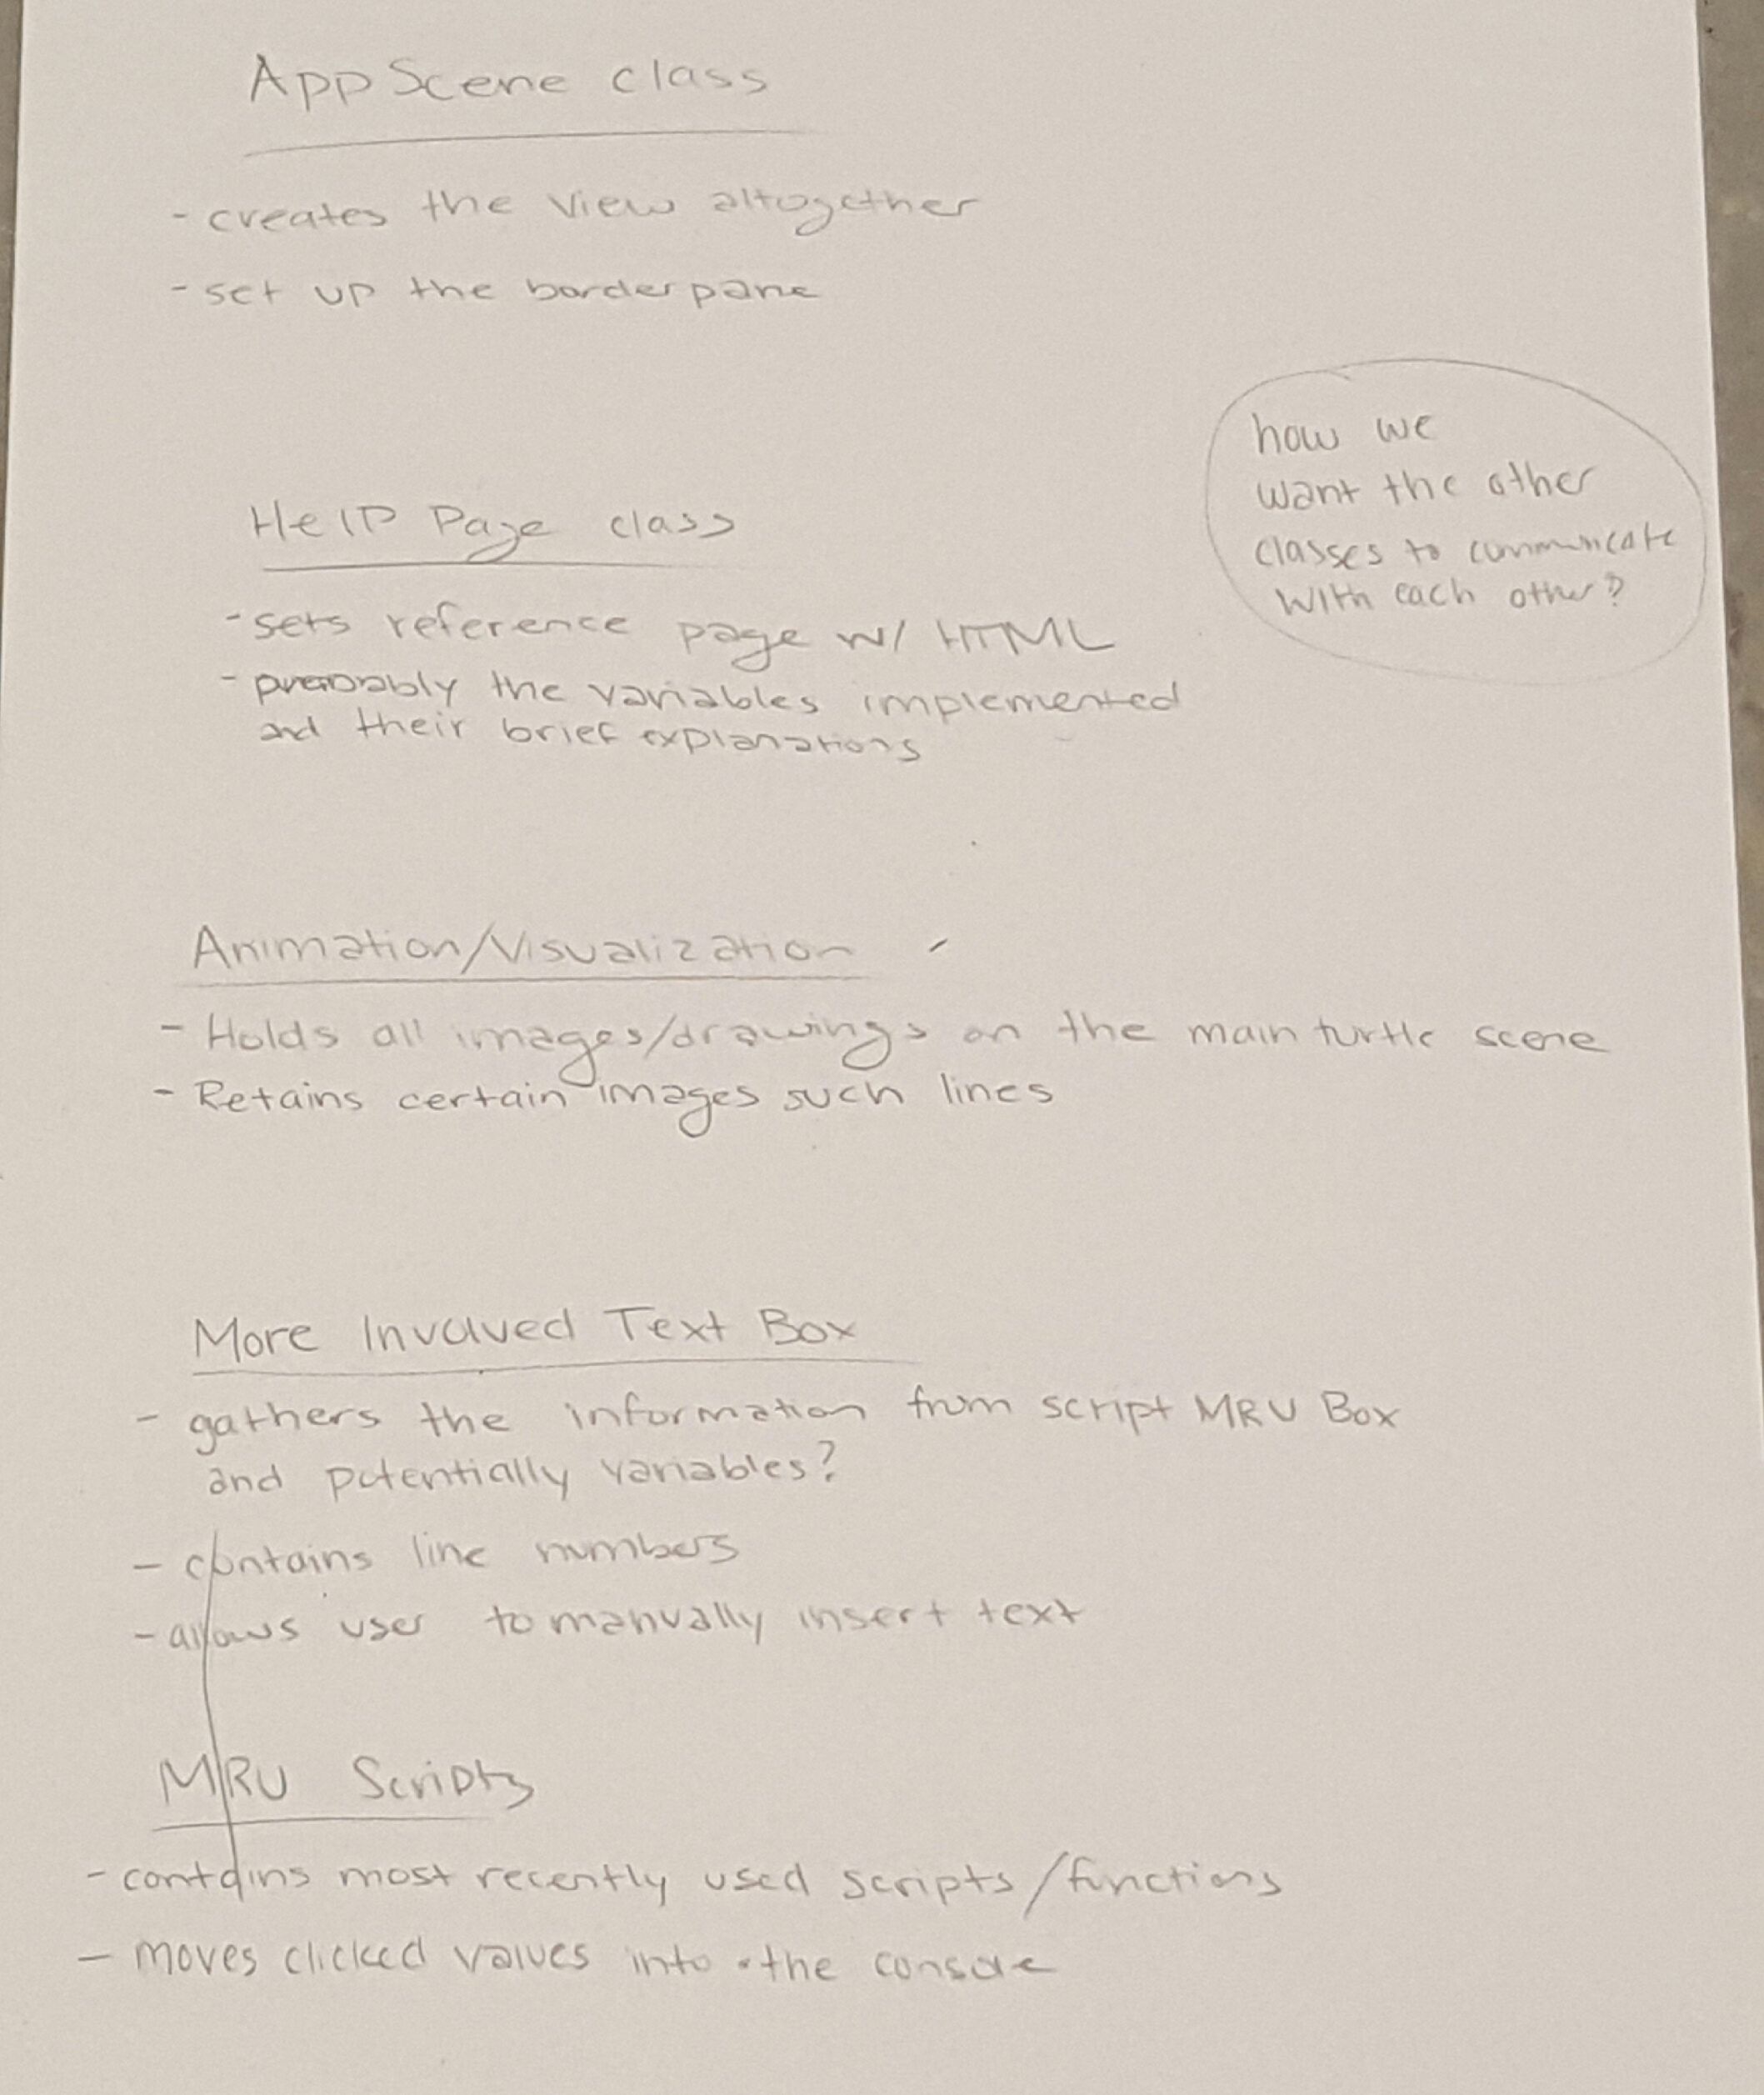 App Scene class
- creates the view altogether
- set up the borderpane
how we
want the other
classes to communicate
with each other?
Help Page class
- sets reference page w/ HTML
- probably the variables implemented
and their brief explanations
Animation/Visualization
- Holds all images/drawings on the main turtle scene
- Retains certain images such lines
More Involved Text Box
- gathers the information from script MRU Box
and potentially variables?
- contains line numbers
- allows user to manually insert text
MRU Scripts
- contains most recently used scripts/functions
- moves clicked values into the console